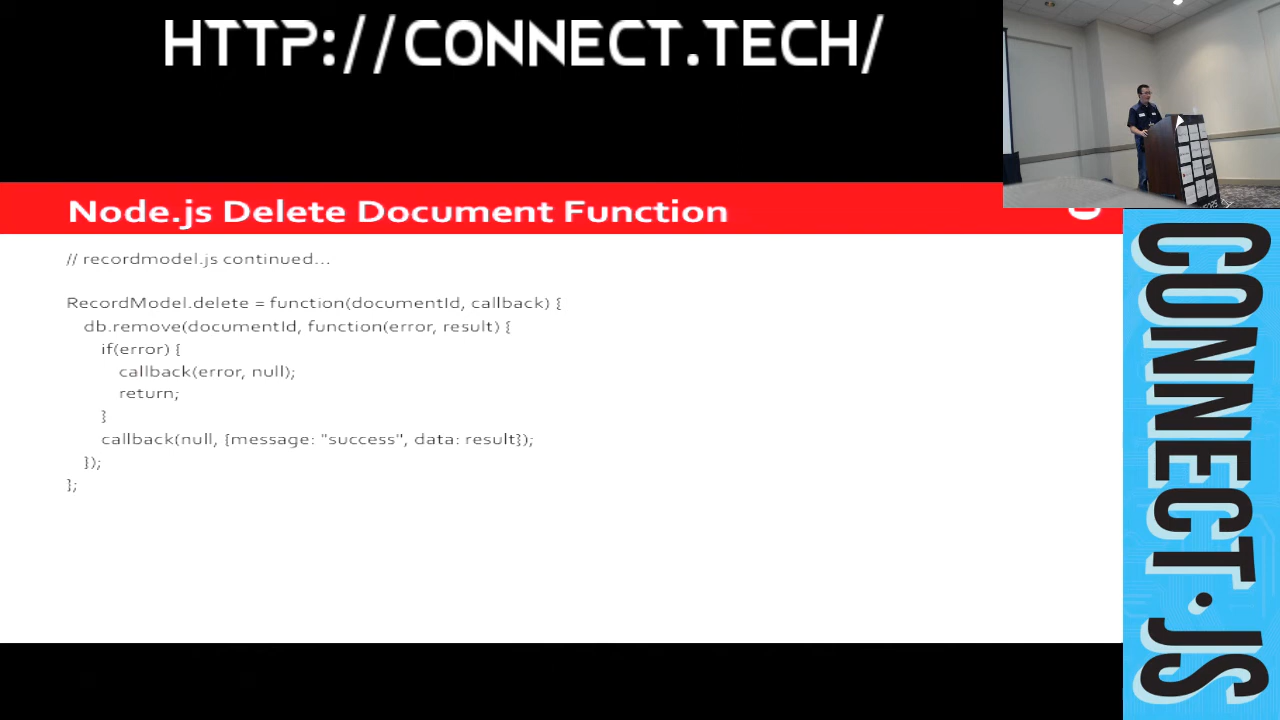 HTTP://CONNECT.TECH/
Node.js Delete Document Function
// recordmodel.js continued...
RecordModel.delete = function(documentId, callback) {
db.remove(documentId, function(error, result) {
if(error) {
callback(error, null);
return;
}
callback(null, {message: "success", data: result});
});
};
CONNECT.JS